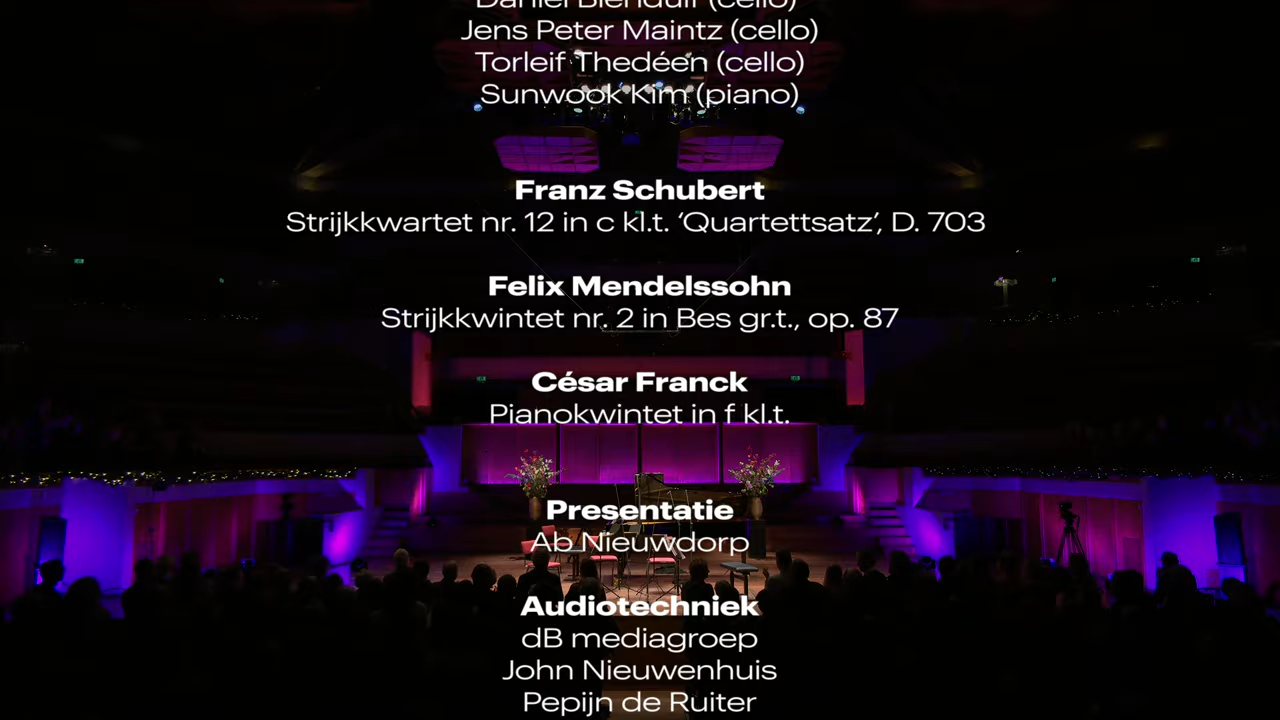 Jens Peter Maintz (cello)
Torleif Thedéen (cello)
Sunwook Kim (piano)
Franz Schubert
Strijkkwartet nr. 12 in c kl.t. ‘Quartettsatz’, D. 703
Felix Mendelssohn
Strijkkwintet nr. 2 in Bes gr.t., op. 87
César Franck
Pianokwintet in f kl.t.
Presentatie
Ab Nieuwdorp
Audiotechniek
dB mediagroep
John Nieuwenhuis
Pepijn de Ruiter